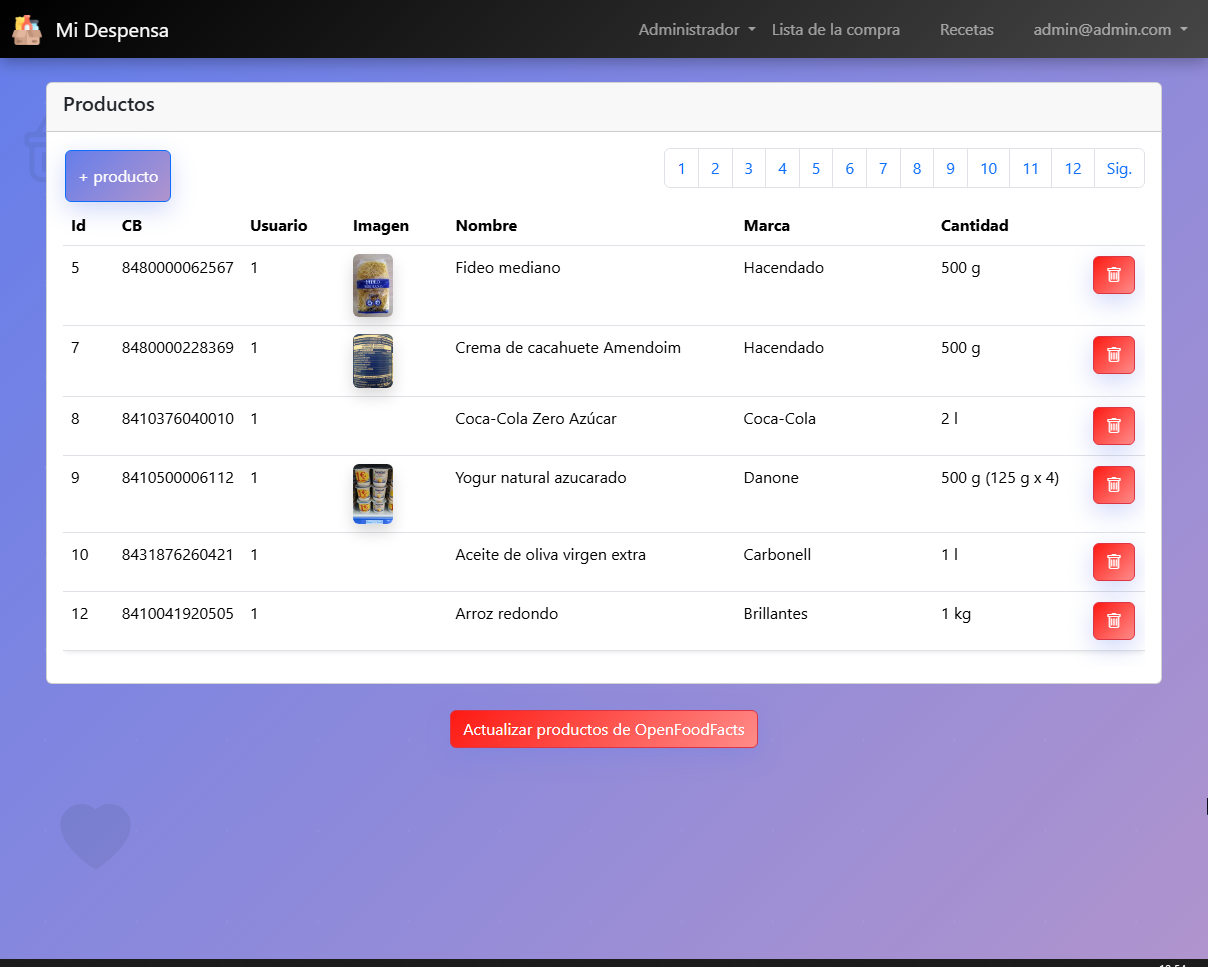 Mi Despensa Administrador Lista de la compra Recetas admin@admin.com
Productos
+ producto 1 2 3 4 5 6 7 8 9 10 11 12 Sig.
Id CB Usuario Imagen Nombre Marca Cantidad
5 8480000062567 1 FIDEO Fideo mediano Hacendado 500 g
7 8480000228369 1 Crema de cacahuete Amendoim Hacendado 500 g
8 8410376040010 1 Coca-Cola Zero Azúcar Coca-Cola 2 l
9 8410500006112 1 Yogur natural azucarado Danone 500 g (125 g x 4)
10 8431876260421 1 Aceite de oliva virgen extra Carbonell 1 l
12 8410041920505 1 Arroz redondo Brillantes 1 kg
Actualizar productos de OpenFoodFacts